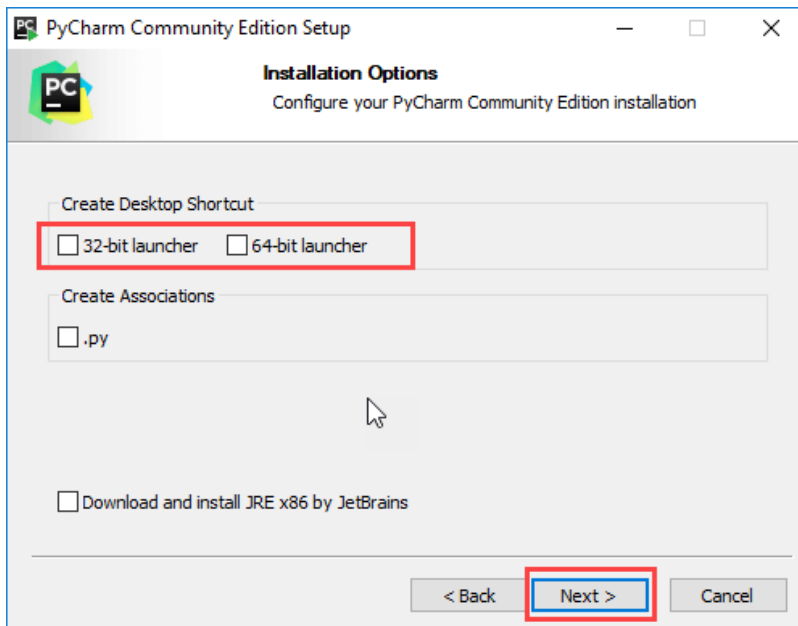 PC PyCharm Community Edition Setup
PC
Installation Options
Configure your PyCharm Community Edition installation
Create Desktop Shortcut
32-bit launcher 64-bit launcher
Create Associations
.py
Download and install JRE x86 by JetBrains
< Back Next > Cancel